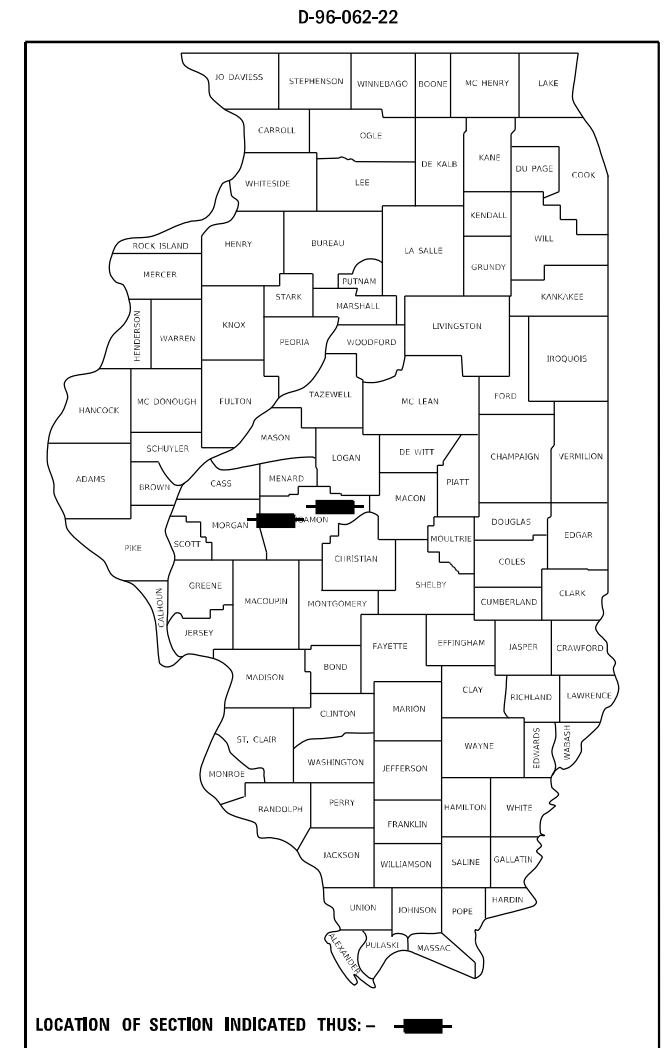 D-96-062-22
JO DAVIESS
STEPHENSON
WINNEBAGO
BOONE
MC HENRY
LAKE
CARROLL
OGLE
DE KALB
KANE
DU PAGE
COOK
WHITESIDE
LEE
KENDALL
ROCK ISLAND
HENRY
BUREAU
LA SALLE
WILL
GRUNDY
MERCER
PUTNAM
STARK
MARSHALL
KANKAKEE
HENDERSON
WARREN
KNOX
PEORIA
WOODFORD
LIVINGSTON
IROQUOIS
HANCOCK
MC DONOUGH
FULTON
TAZEWELL
MC LEAN
FORD
SCHUYLER
MASON
LOGAN
DE WITT
CHAMPAIGN
VERMILION
ADAMS
BROWN
CASS
MENARD
PIATT
MACON
MORGAN
AMON
DOUGLAS
EDGAR
PIKE
SCOTT
CHRISTIAN
MOULTRIE
COLES
GREENE
SHELBY
CALHOUN
MACOUPIN
MONTGOMERY
CUMBERLAND
CLARK
JERSEY
FAYETTE
EFFINGHAM
JASPER
CRAWFORD
MADISON
BOND
CLAY
RICHLAND
LAWRENCE
CLINTON
MARION
ST. CLAIR
WAYNE
EDWARDS
WABASH
WASHINGTON
JEFFERSON
MONROE
RANDOLPH
PERRY
HAMILTON
WHITE
FRANKLIN
JACKSON
WILLIAMSON
SALINE
GALLATIN
UNION
JOHNSON
POPE
HARDIN
ALEXANDER
PULASKI
MASSAC
LOCATION OF SECTION INDICATED THUS: –